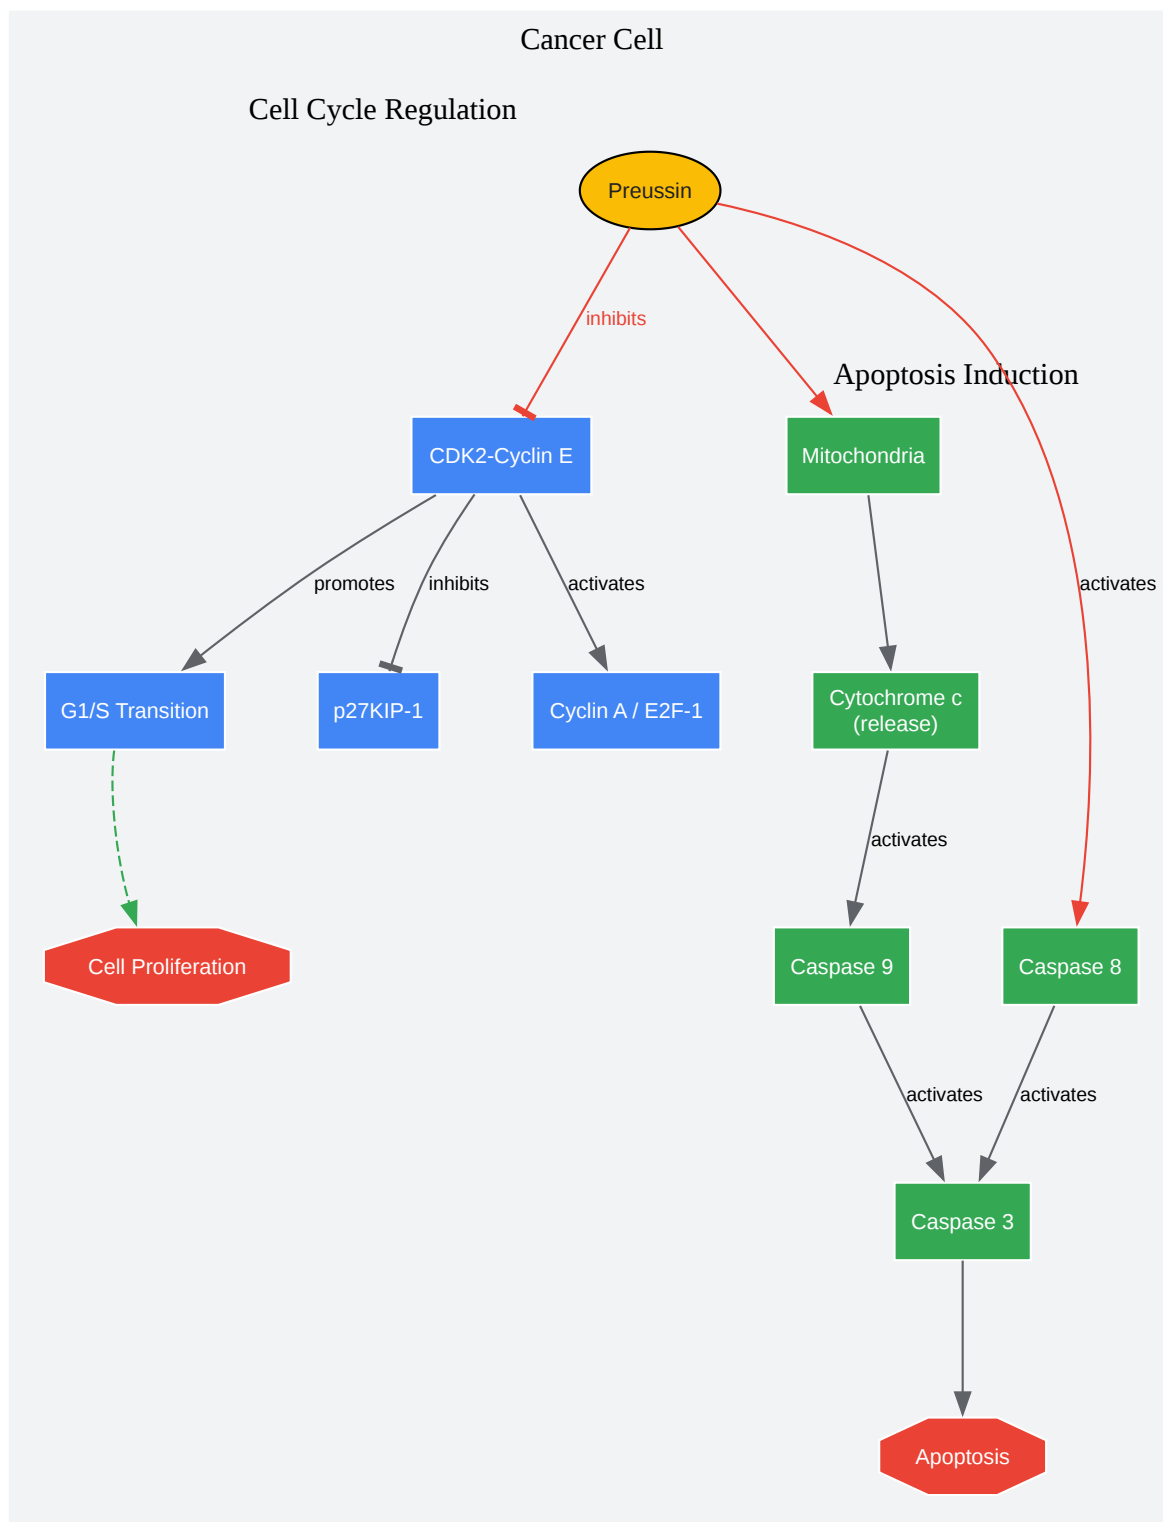 Cancer Cell
Cell Cycle Regulation
Preussin
inhibits
Apoptosis Induction
CDK2-Cyclin E
Mitochondria
promotes
inhibits
activates
activates
G1/S Transition
p27KIP-1
Cyclin A / E2F-1
Cytochrome c
(release)
activates
Cell Proliferation
Caspase 9
Caspase 8
activates
activates
Caspase 3
Apoptosis